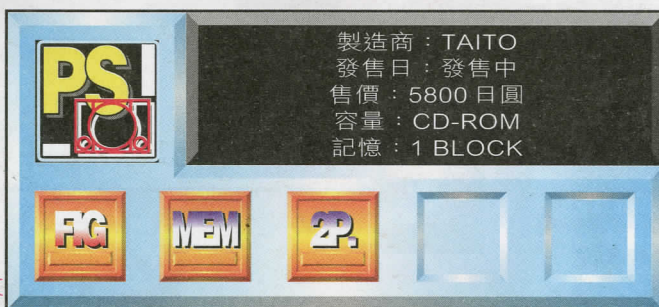 PS
製造商：TAITO
發售日：發售中
售價：5800 日圓
容量：CD-ROM
記憶：1 BLOCK
FIG
MEM
2P.